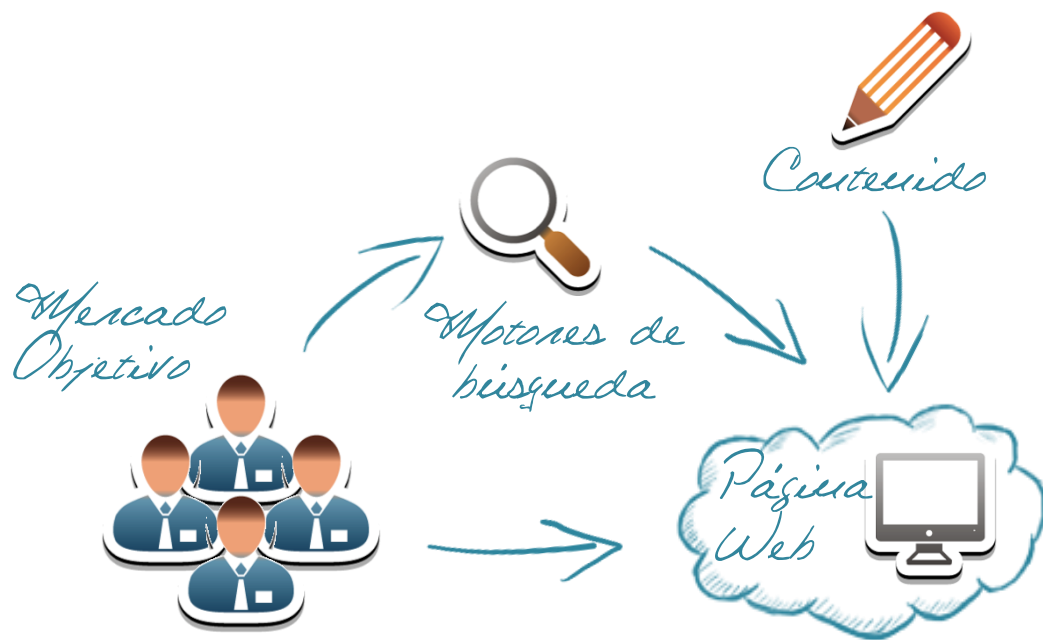 Contenido
Mercado
Objetivo
Motores de
búsqueda
Página
Web